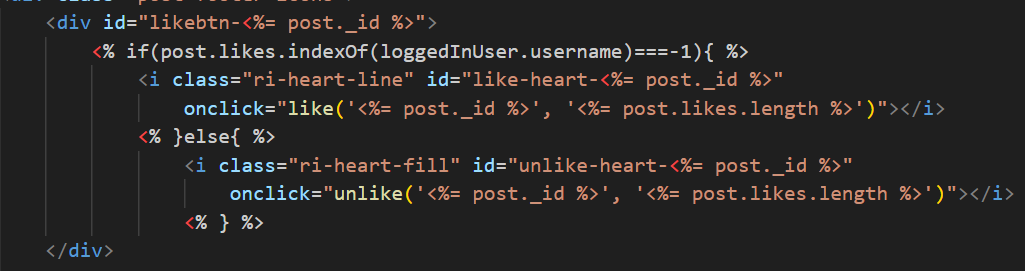 <div id="likebtn-<%= post._id %>">
<% if(post.likes.indexOf(loggedInUser.username)===-1){ %>
<i class="ri-heart-line" id="like-heart-<%= post._id %>"
onclick="like('<%= post._id %>', '<%= post.likes.length %>')"></i>
<% }else{ %>
<i class="ri-heart-fill" id="unlike-heart-<%= post._id %>"
onclick="unlike('<%= post._id %>', '<%= post.likes.length %>')"></i>
<% } %>
</div>